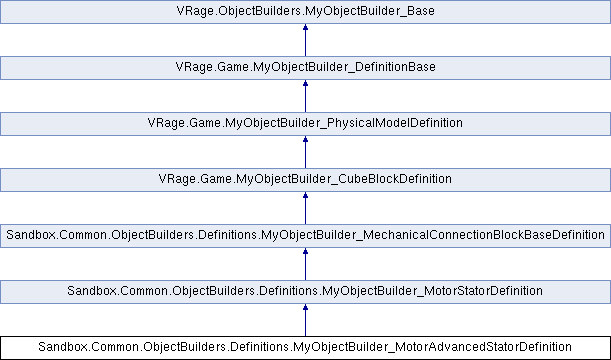 VRage.ObjectBuilders.MyObjectBuilder_Base
VRage.Game.MyObjectBuilder_DefinitionBase
VRage.Game.MyObjectBuilder_PhysicalModelDefinition
VRage.Game.MyObjectBuilder_CubeBlockDefinition
Sandbox.Common.ObjectBuilders.Definitions.MyObjectBuilder_MechanicalConnectionBlockBaseDefinition
Sandbox.Common.ObjectBuilders.Definitions.MyObjectBuilder_MotorStatorDefinition
Sandbox.Common.ObjectBuilders.Definitions.MyObjectBuilder_MotorAdvancedStatorDefinition